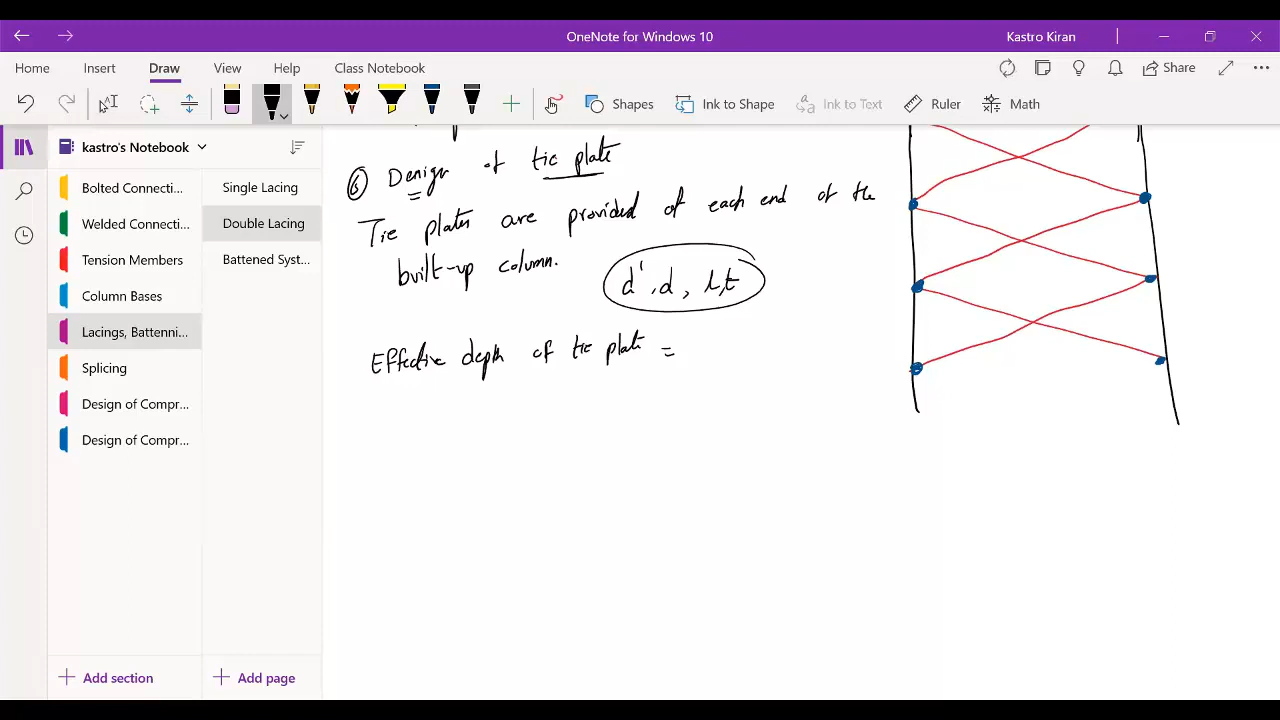 OneNote for Windows 10
Kastro Kiran
Home Insert Draw View Help Class Notebook
Share
Shapes Ink to Shape Ink to Text Ruler Math
kastro's Notebook
Bolted Connecti...
Welded Connecti...
Tension Members
Column Bases
Lacings, Battenni...
Splicing
Design of Compr...
Design of Compr...
Add section
Single Lacing
Double Lacing
Battened Syst...
Add page
⑥ Design of tie plate
Tie plates are provided of each end of the
built-up column.
d', d, l, t
Effective depth of tie plate =